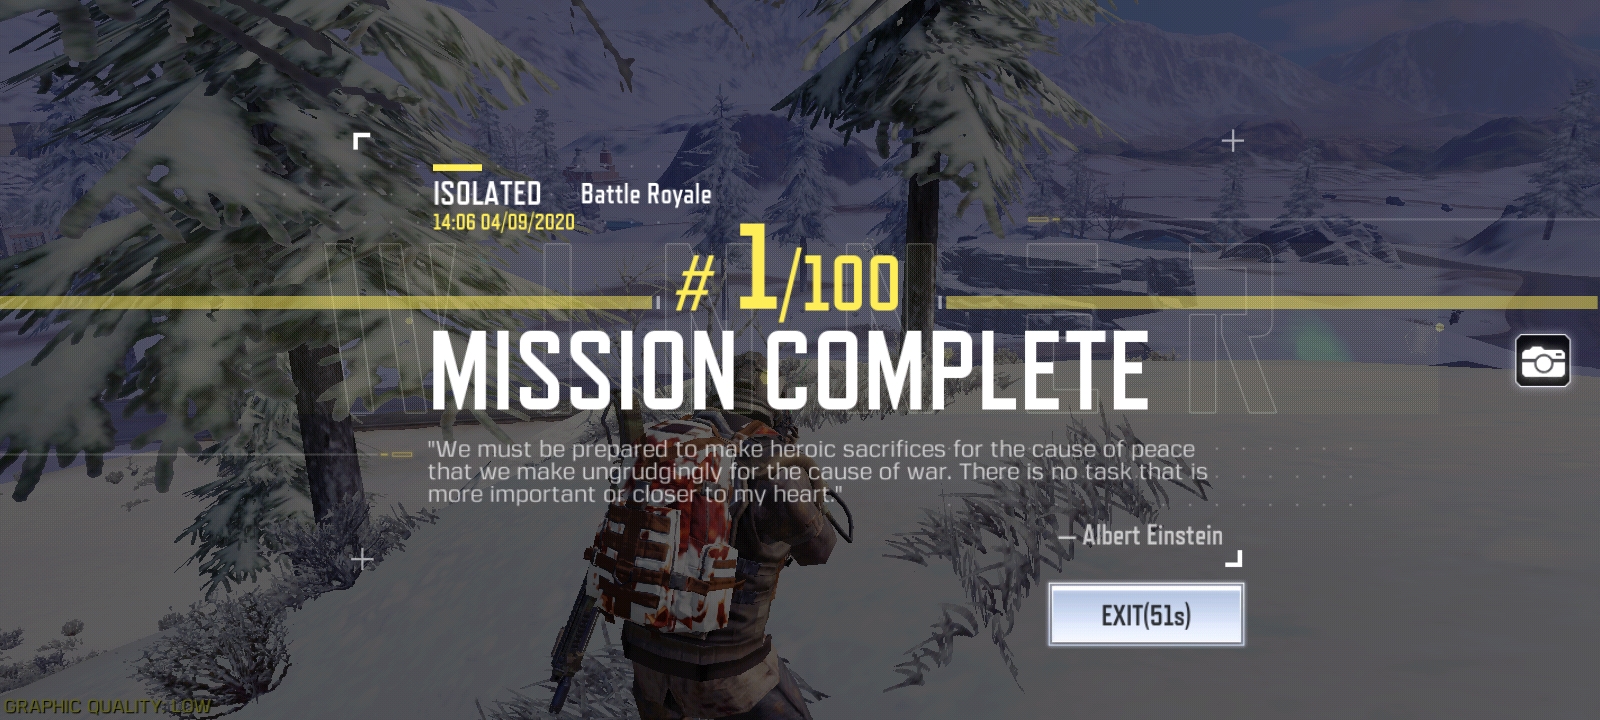 ISOLATED Battle Royale
14:06 04/09/2020
WINNER
# 1/100
MISSION COMPLETE
"We must be prepared to make heroic sacrifices for the cause of peace
that we make ungrudgingly for the cause of war. There is no task that is
more important or closer to my heart."
— Albert Einstein
EXIT(51s)
GRAPHIC QUALITY: LOW